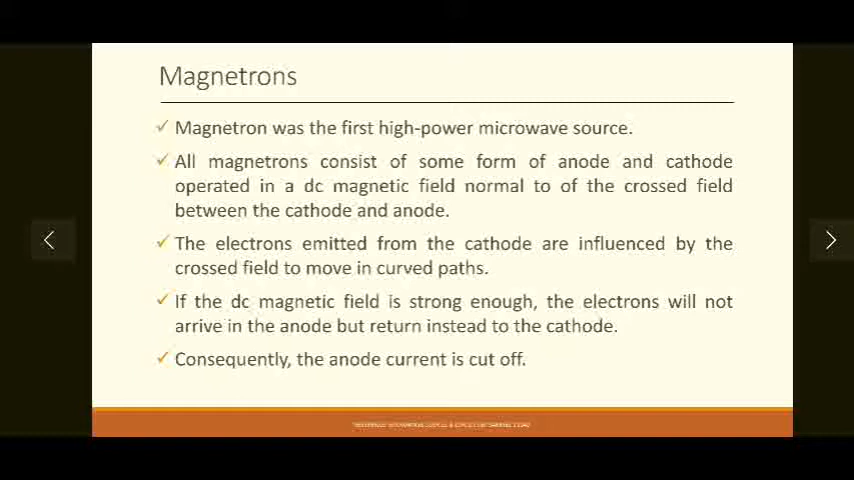 Magnetrons
✓ Magnetron was the first high-power microwave source.
✓ All magnetrons consist of some form of anode and cathode
operated in a dc magnetic field normal to of the crossed field
between the cathode and anode.
✓ The electrons emitted from the cathode are influenced by the
crossed field to move in curved paths.
✓ If the dc magnetic field is strong enough, the electrons will not
arrive in the anode but return instead to the cathode.
✓ Consequently, the anode current is cut off.